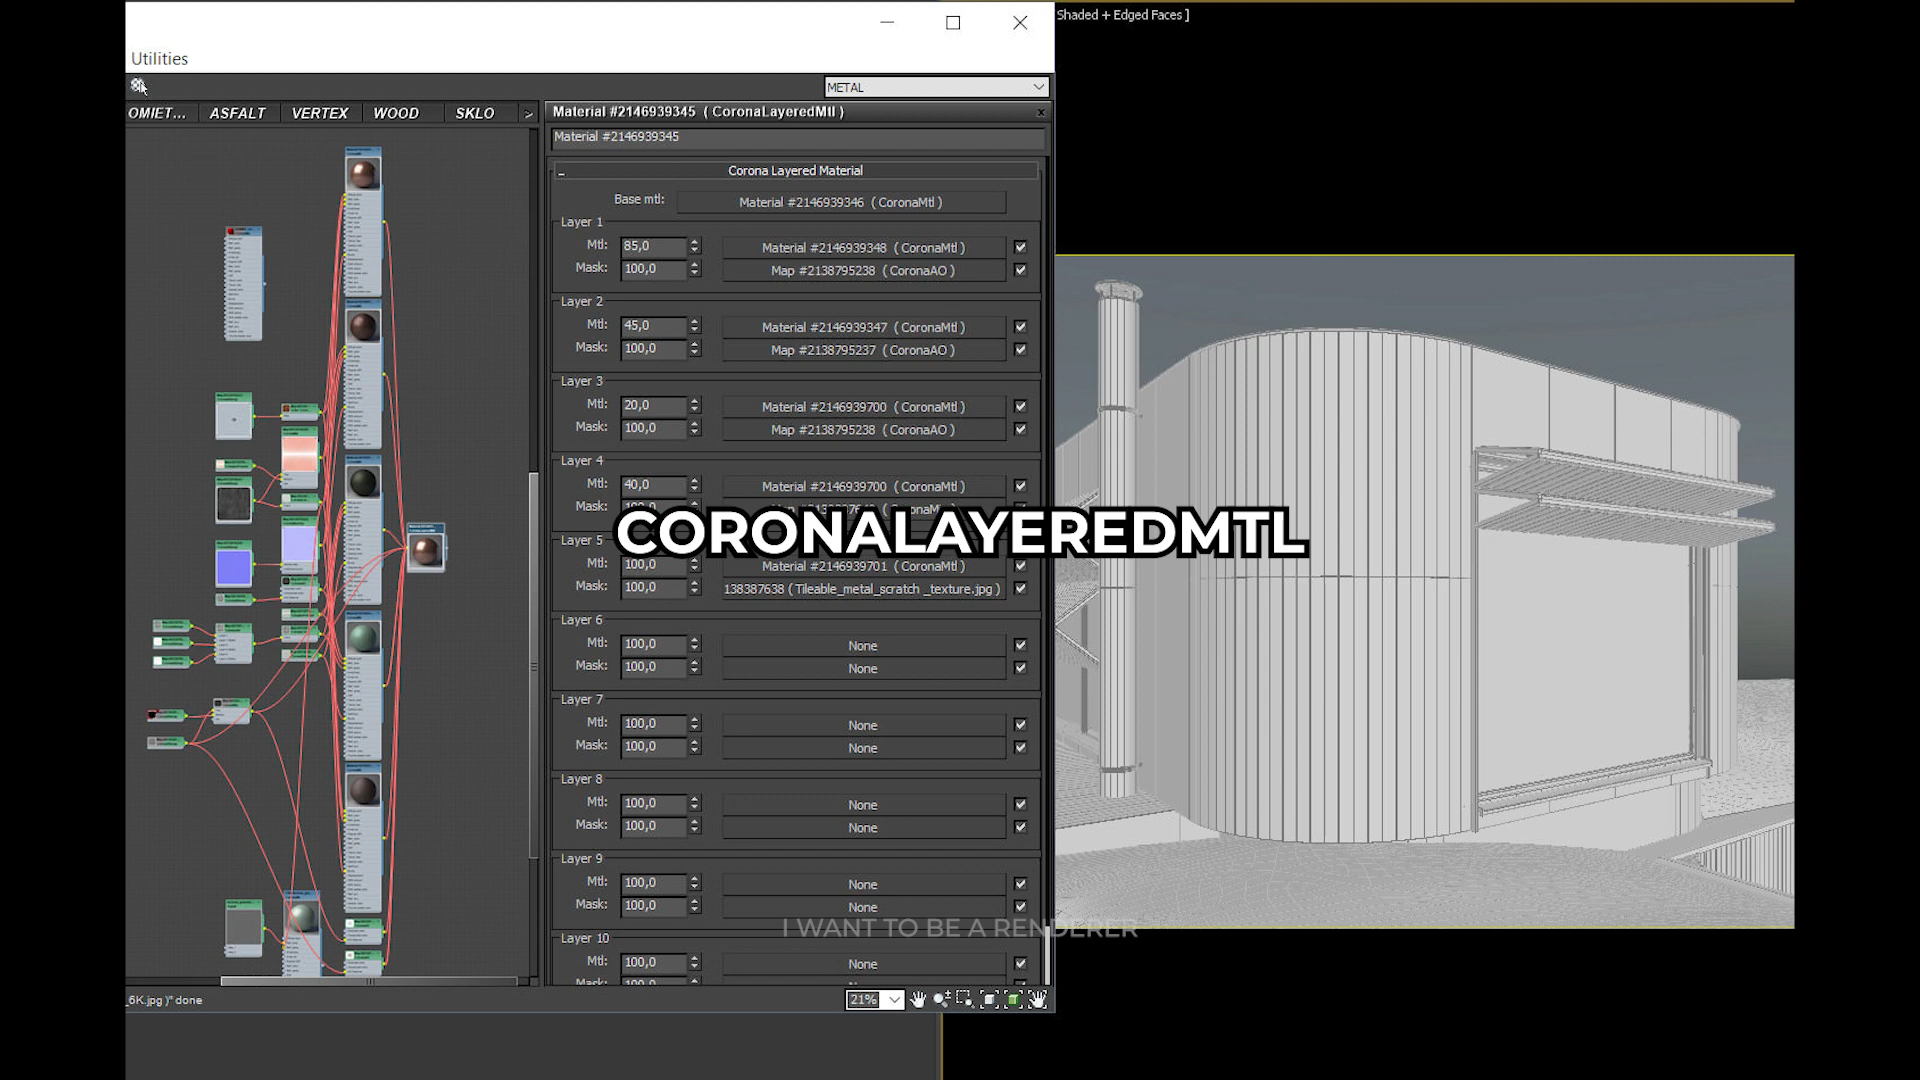 Shaded + Edged Faces ]
Utilities
METAL
OMIET... ASFALT VERTEX WOOD SKLO >
Material #2146939345 ( CoronaLayeredMtl ) x
Material #2146939345
- Corona Layered Material
Base mtl: Material #2146939346 ( CoronaMtl )
Layer 1
Mtl: 85,0 Material #2146939348 ( CoronaMtl )
Mask: 100,0 Map #2138795238 ( CoronaAO )
Layer 2
Mtl: 45,0 Material #2146939347 ( CoronaMtl )
Mask: 100,0 Map #2138795237 ( CoronaAO )
Layer 3
Mtl: 20,0 Material #2146939700 ( CoronaMtl )
Mask: 100,0 Map #2138795238 ( CoronaAO )
Layer 4
Mtl: 40,0 Material #2146939700 ( CoronaMtl )
Mask:
CORONALAYEREDMTL
Layer 5
Mtl: 100,0 Material #2146939701 ( CoronaMtl )
Mask: 100,0 138387638 ( Tileable_metal_scratch _texture.jpg )
Layer 6
Mtl: 100,0 None
Mask: 100,0 None
Layer 7
Mtl: 100,0 None
Mask: 100,0 None
Layer 8
Mtl: 100,0 None
Mask: 100,0 None
Layer 9
Mtl: 100,0 None
Mask: 100,0 None
I WANT TO BE A RENDERER
Layer 10
Mtl: 100,0 None
_6K.jpg )" done
21%